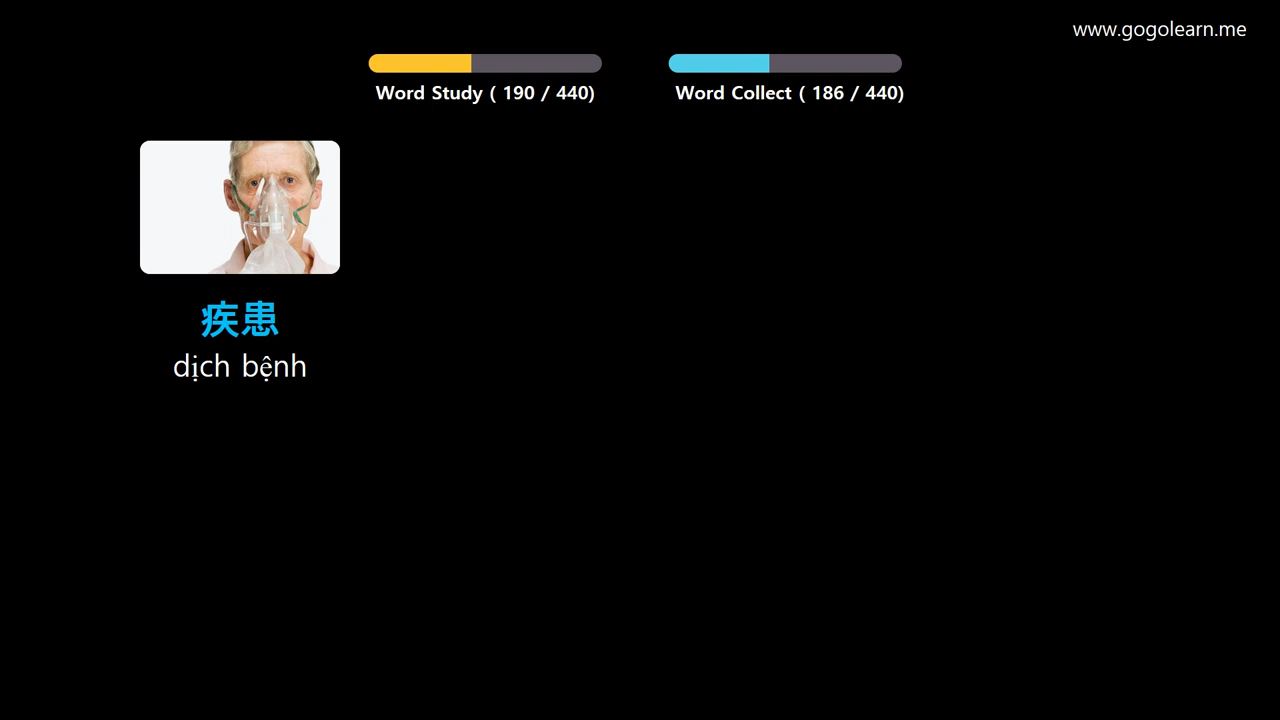 www.gogolearn.me
Word Study ( 190 / 440)
Word Collect ( 186 / 440)
疾患
dịch bệnh